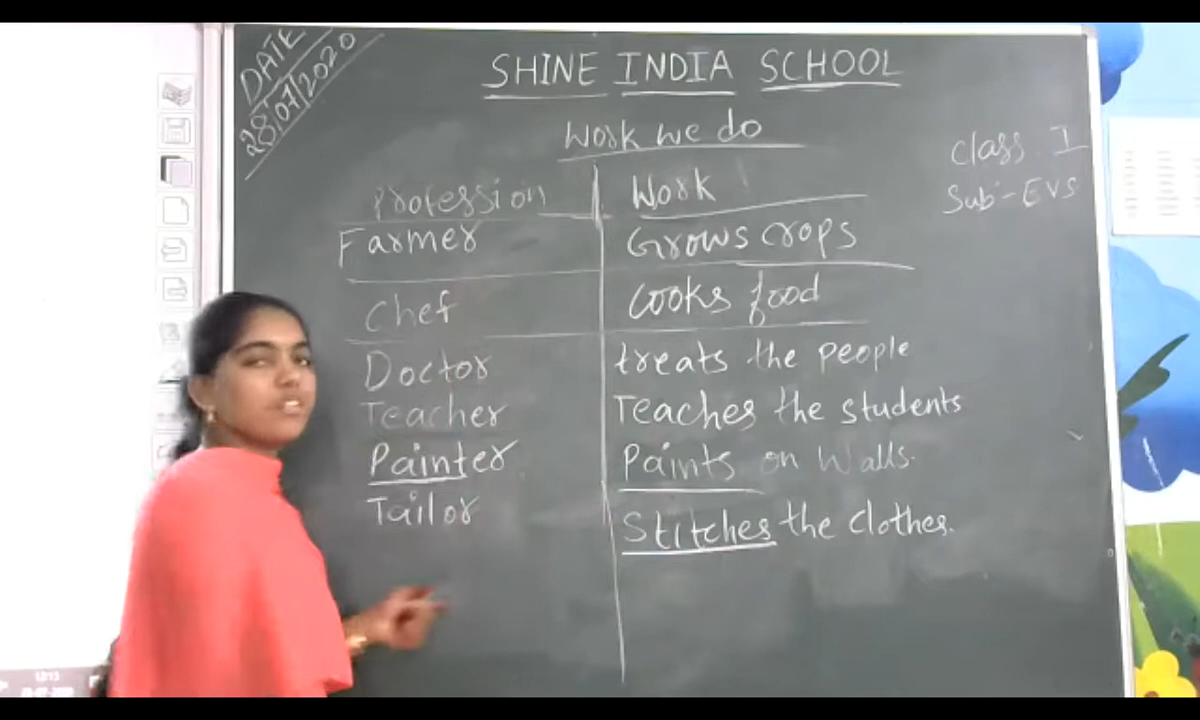 DATE
28/07/2020
SHINE INDIA SCHOOL
Work we do
Class I
Sub-EVS
Profession Work
Farmer Grows crops
Chef Cooks food
Doctor treats the people
Teacher Teaches the students
Painter Paints on Walls.
Tailor Stitches the clothes.